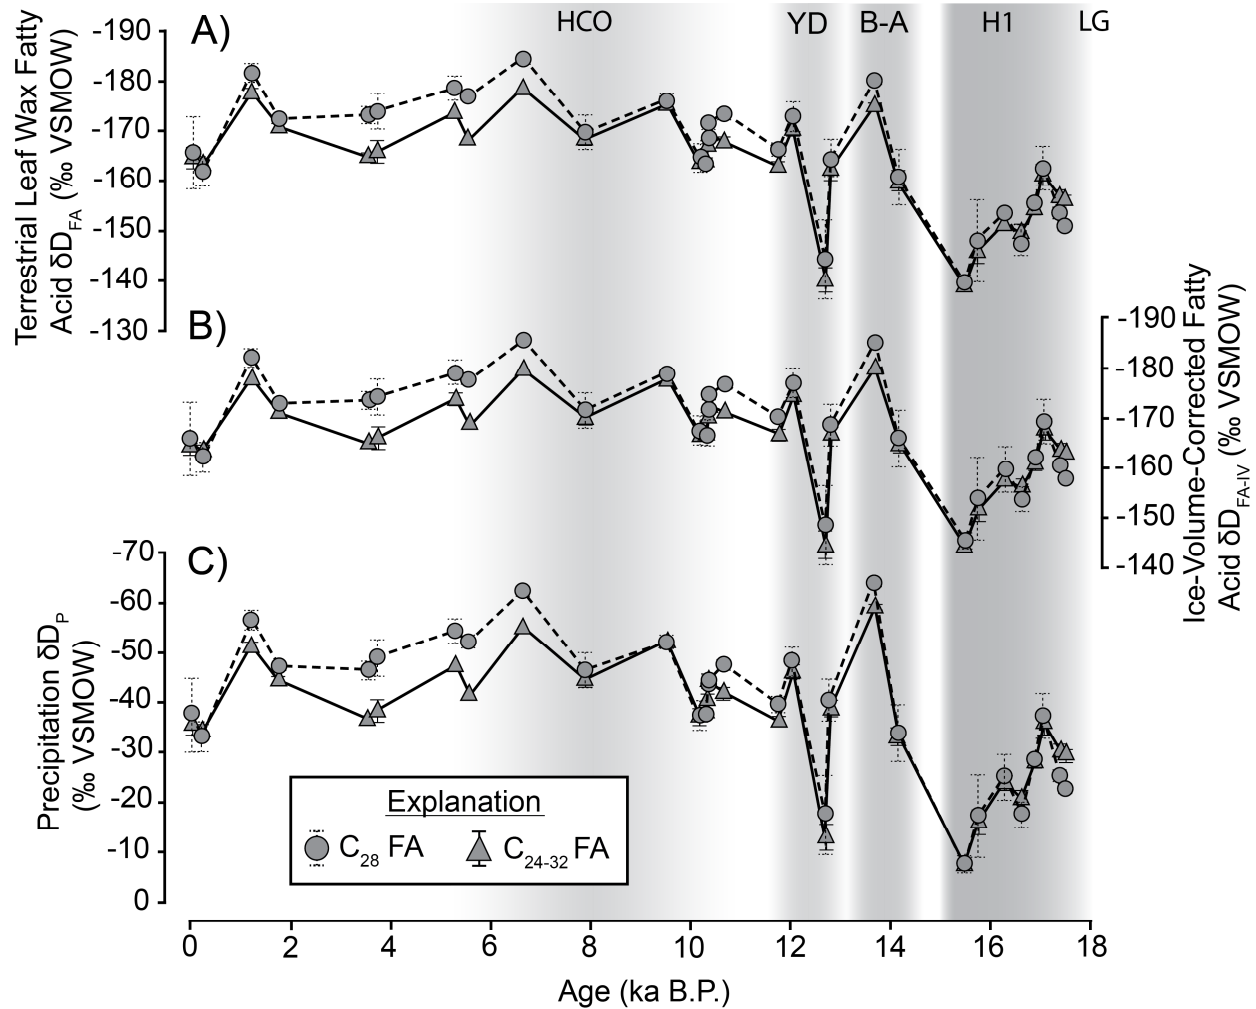 HCO YD B-A H1 LG
A)
-190
-180
-170
-160
-150
-140
-130
Terrestrial Leaf Wax Fatty
Acid δD_FA (‰ VSMOW)
B)
-190
-180
-170
-160
-150
-140
Ice-Volume-Corrected Fatty
Acid δD_FA-IV (‰ VSMOW)
C)
-70
-60
-50
-40
-30
-20
-10
0
Precipitation δD_P
(‰ VSMOW)
Explanation
C_28 FA C_24-32 FA
0 2 4 6 8 10 12 14 16 18
Age (ka B.P.)